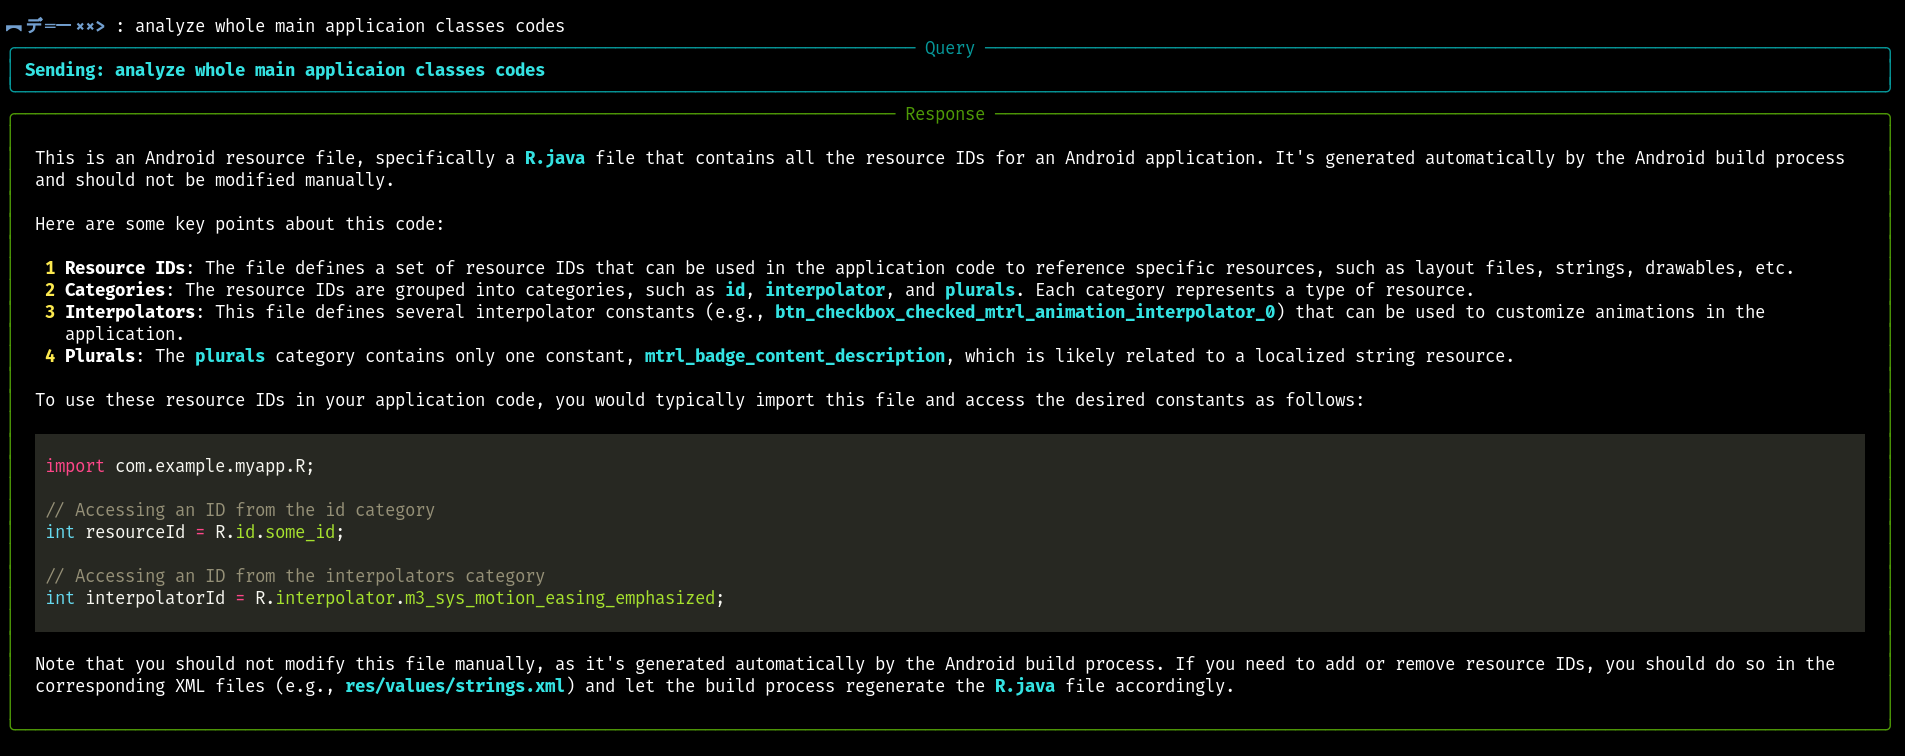 ︻デ═一 ××> : analyze whole main applicaion classes codes
Query
Sending: analyze whole main applicaion classes codes
Response
This is an Android resource file, specifically a R.java file that contains all the resource IDs for an Android application. It's generated automatically by the Android build process
and should not be modified manually.
Here are some key points about this code:
1 Resource IDs: The file defines a set of resource IDs that can be used in the application code to reference specific resources, such as layout files, strings, drawables, etc.
2 Categories: The resource IDs are grouped into categories, such as id, interpolator, and plurals. Each category represents a type of resource.
3 Interpolators: This file defines several interpolator constants (e.g., btn_checkbox_checked_mtrl_animation_interpolator_0) that can be used to customize animations in the
application.
4 Plurals: The plurals category contains only one constant, mtrl_badge_content_description, which is likely related to a localized string resource.
To use these resource IDs in your application code, you would typically import this file and access the desired constants as follows:
import com.example.myapp.R;
// Accessing an ID from the id category
int resourceId = R.id.some_id;
// Accessing an ID from the interpolators category
int interpolatorId = R.interpolator.m3_sys_motion_easing_emphasized;
Note that you should not modify this file manually, as it's generated automatically by the Android build process. If you need to add or remove resource IDs, you should do so in the
corresponding XML files (e.g., res/values/strings.xml) and let the build process regenerate the R.java file accordingly.